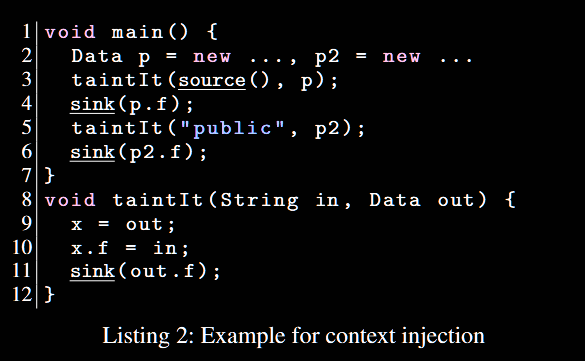 1 void main() {
2 Data p = new ..., p2 = new ...
3 taintIt(source(), p);
4 sink(p.f);
5 taintIt("public", p2);
6 sink(p2.f);
7 }
8 void taintIt(String in, Data out) {
9 x = out;
10 x.f = in;
11 sink(out.f);
12 }
Listing 2: Example for context injection